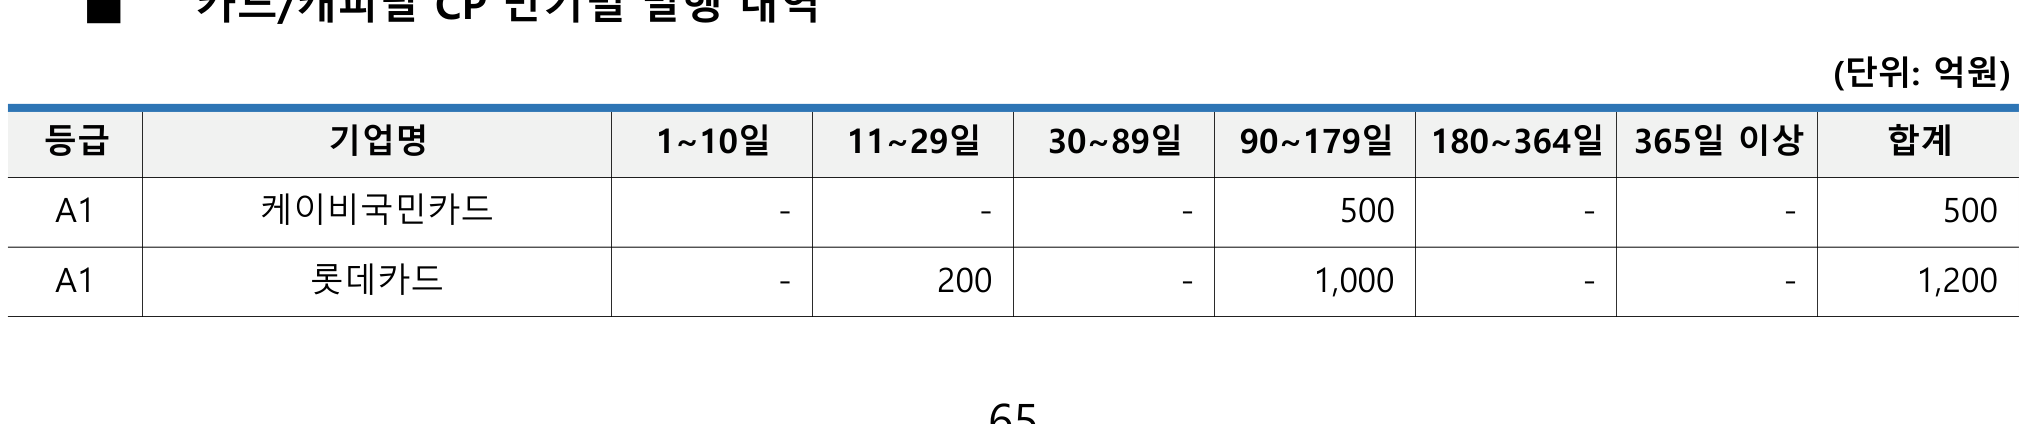 ■ 카드/캐피탈 CP 만기별 발행 내역
(단위: 억원)
등급 기업명 1~10일 11~29일 30~89일 90~179일 180~364일 365일 이상 합계
A1 케이비국민카드 - - - 500 - - 500
A1 롯데카드 - 200 - 1,000 - - 1,200
65